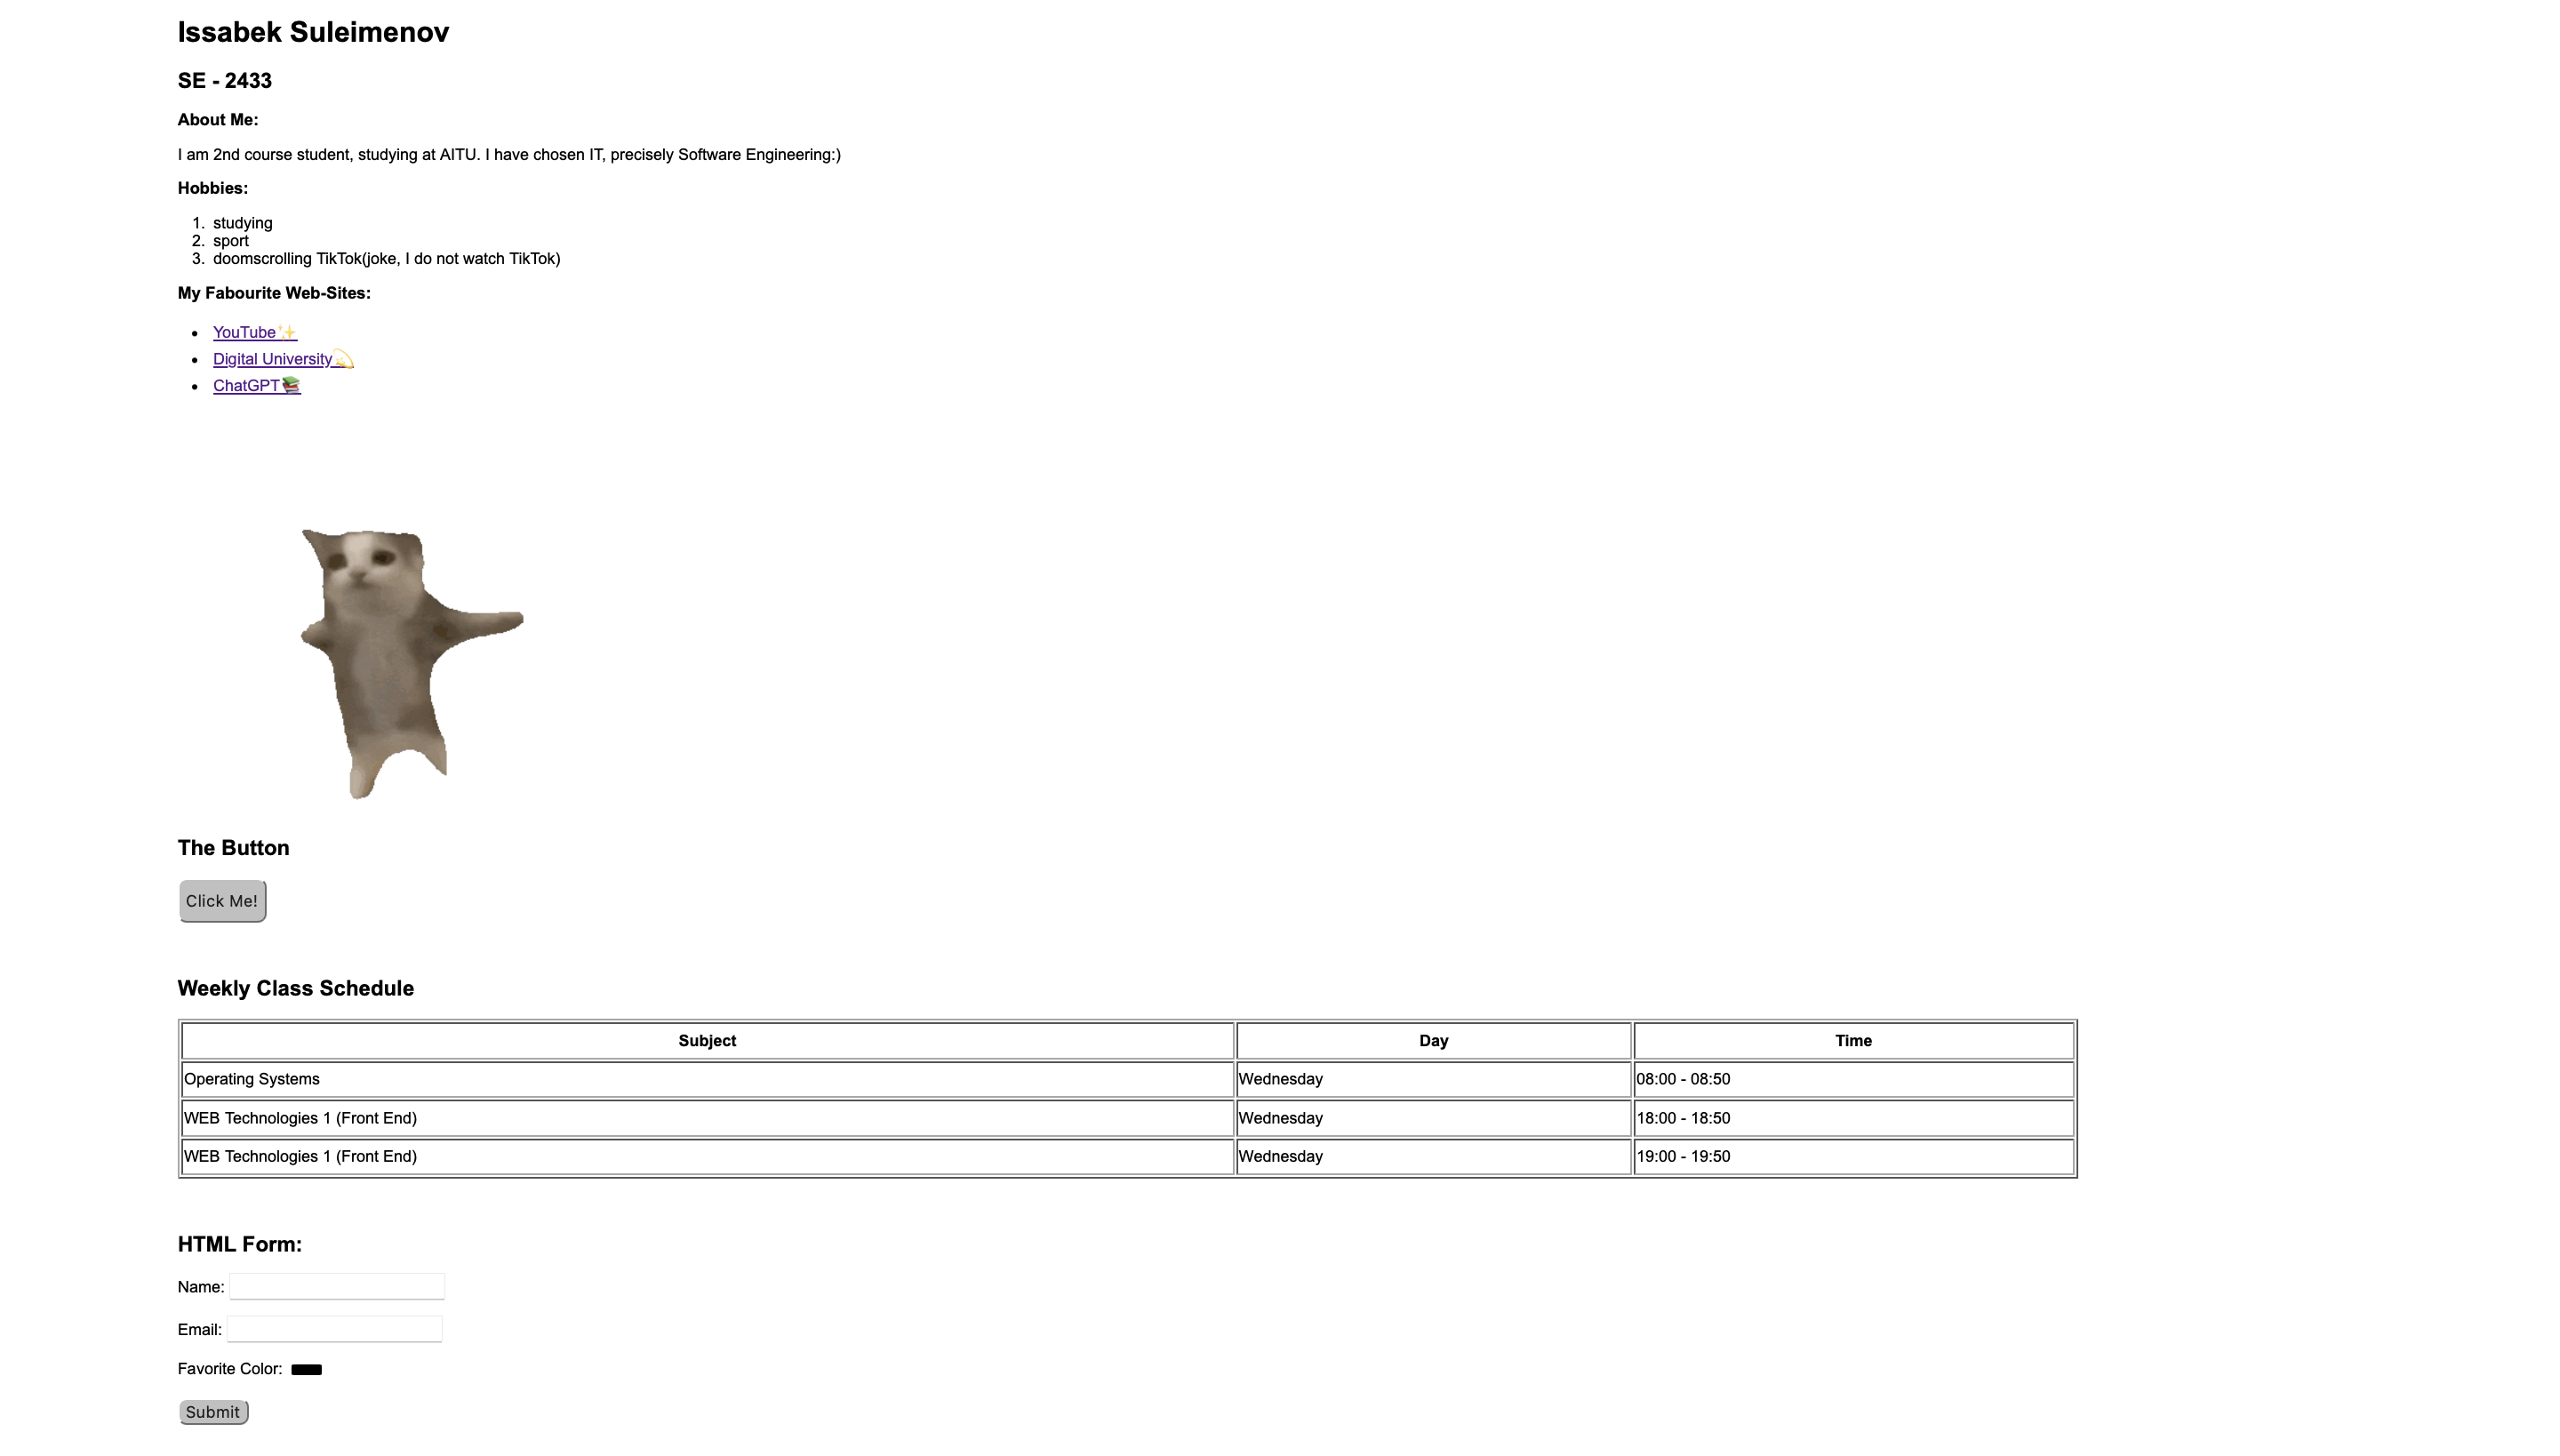 Issabek Suleimenov
SE - 2433
About Me:
I am 2nd course student, studying at AITU. I have chosen IT, precisely Software Engineering:)
Hobbies:
1. studying
2. sport
3. doomscrolling TikTok(joke, I do not watch TikTok)
My Fabourite Web-Sites:
• YouTube✨
• Digital University💫
• ChatGPT📚
The Button
Click Me!
Weekly Class Schedule
Subject Day Time
Operating Systems Wednesday 08:00 - 08:50
WEB Technologies 1 (Front End) Wednesday 18:00 - 18:50
WEB Technologies 1 (Front End) Wednesday 19:00 - 19:50
HTML Form:
Name:
Email:
Favorite Color:
Submit